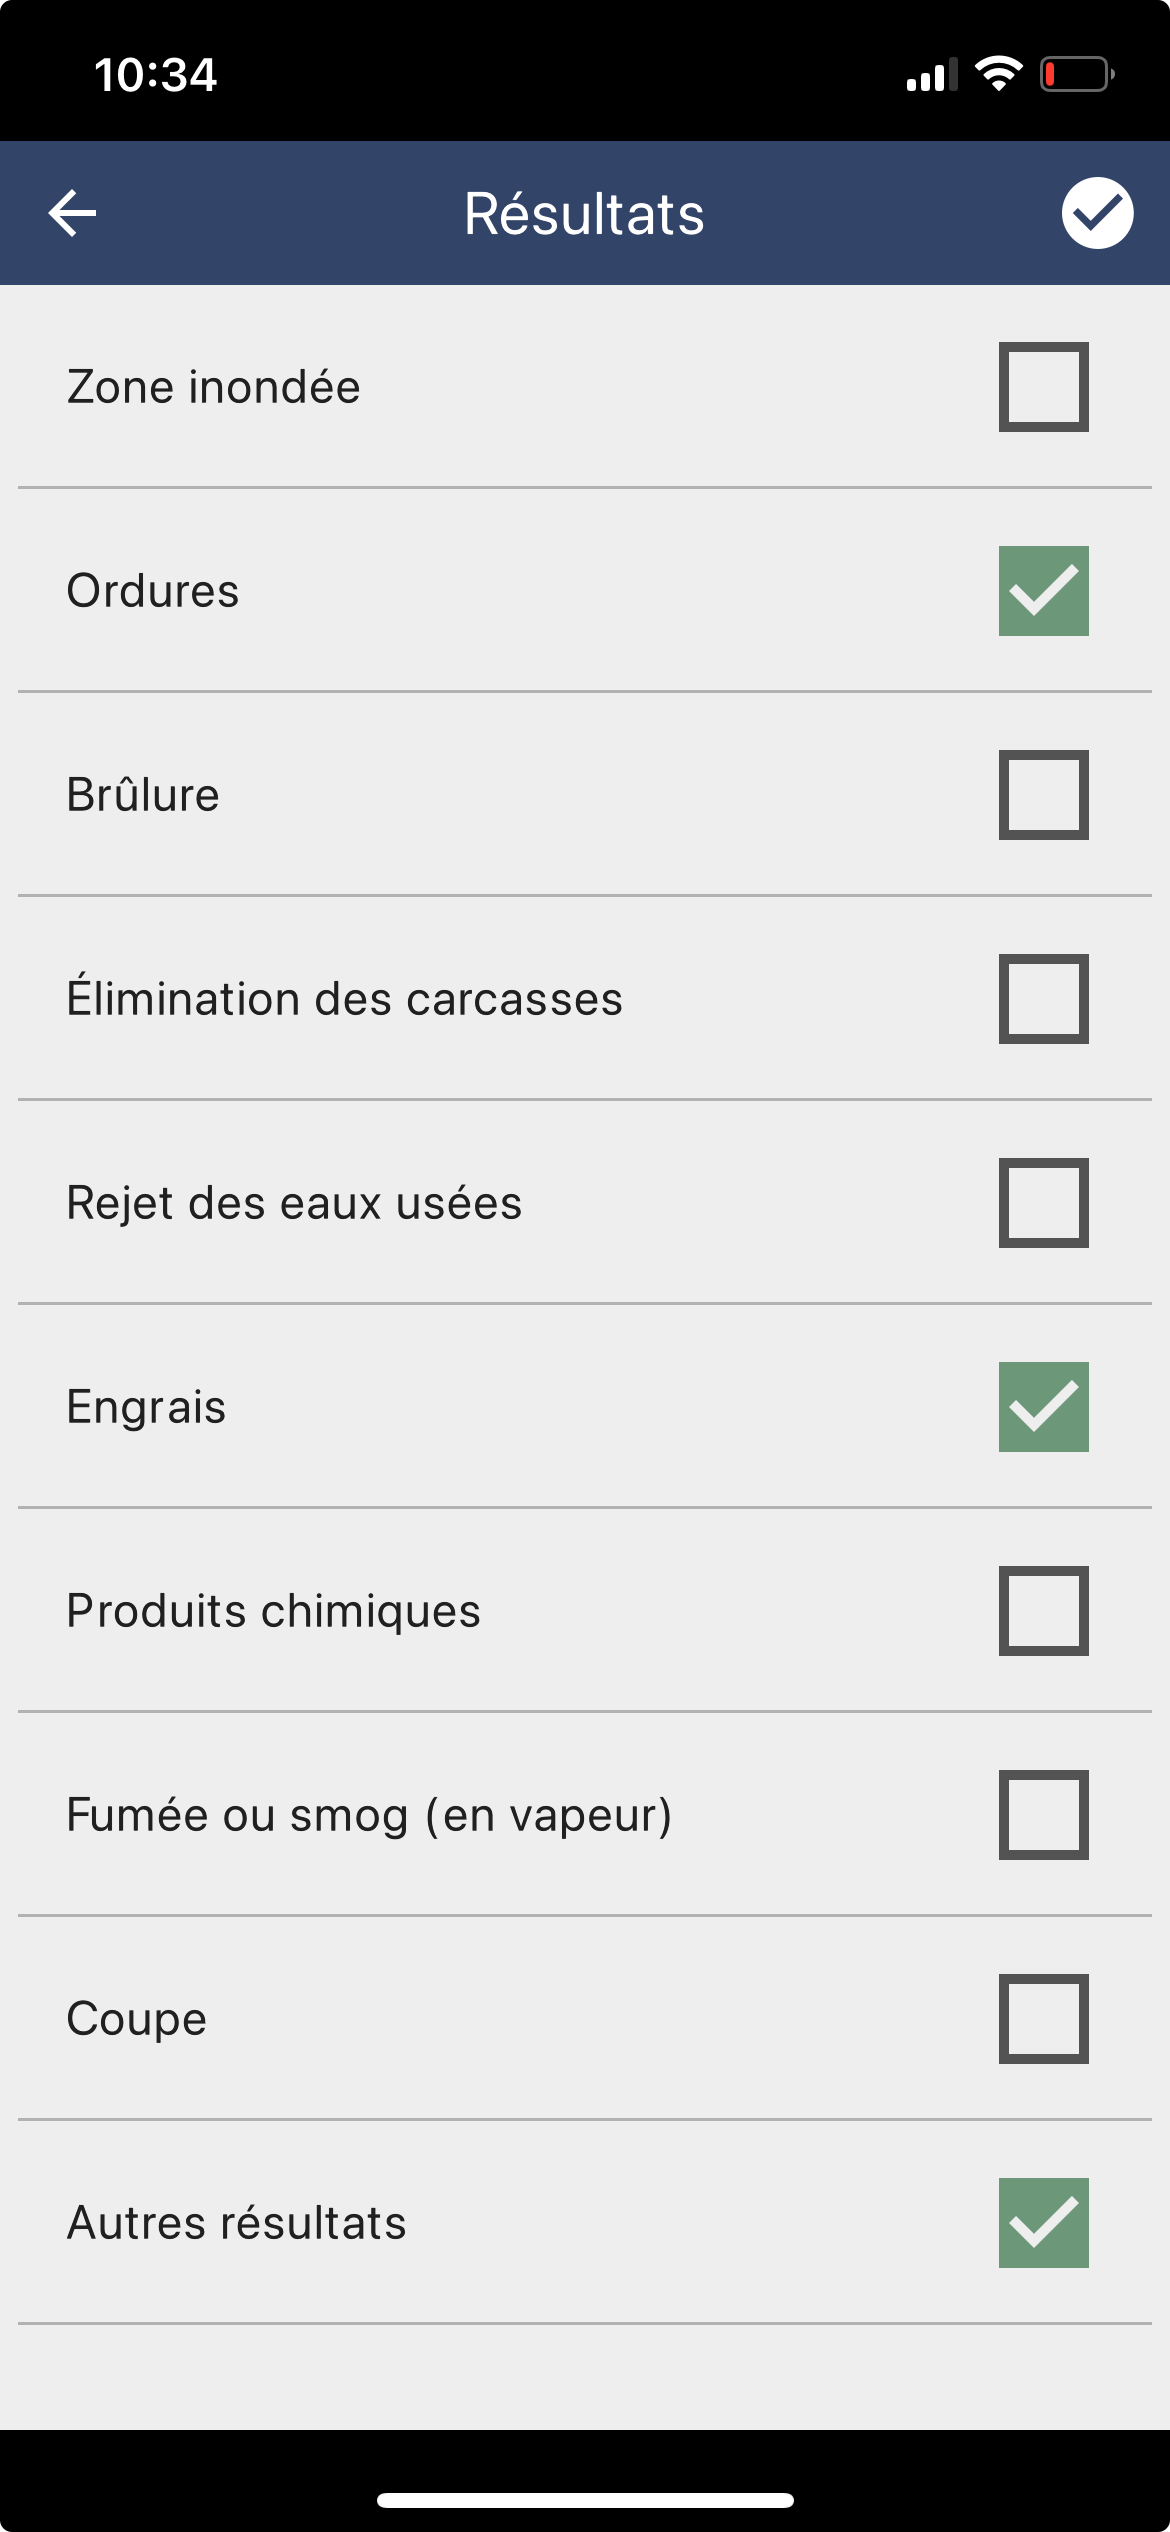 10:34
Résultats
Zone inondée
Ordures
Brûlure
Élimination des carcasses
Rejet des eaux usées
Engrais
Produits chimiques
Fumée ou smog (en vapeur)
Coupe
Autres résultats